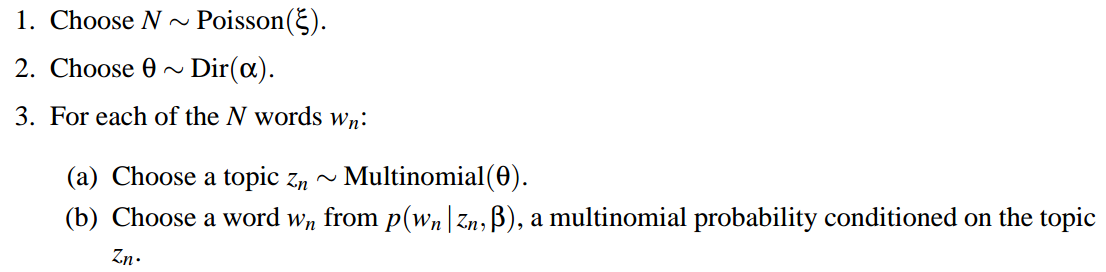 1. Choose N ∼ Poisson(ξ).
2. Choose θ ∼ Dir(α).
3. For each of the N words wₙ:
(a) Choose a topic zₙ ∼ Multinomial(θ).
(b) Choose a word wₙ from p(wₙ | zₙ, β), a multinomial probability conditioned on the topic
zₙ.